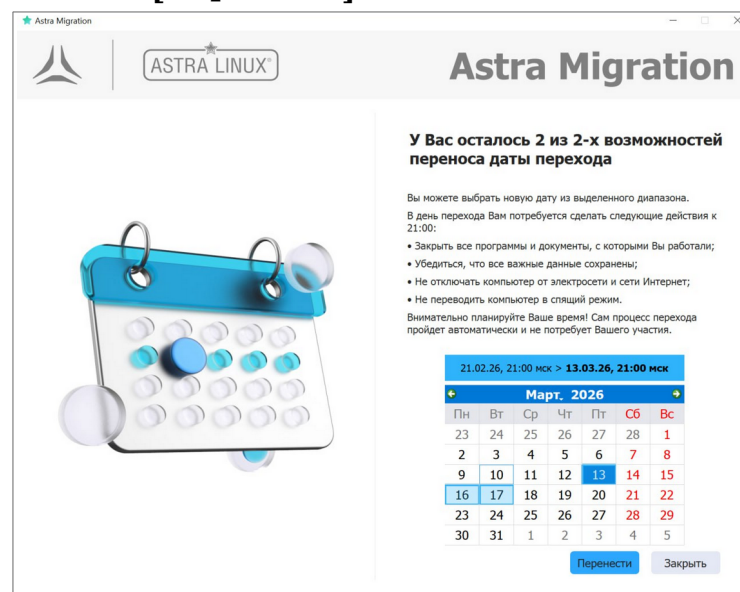 Astra Migration
ASTRA LINUX®
Astra Migration
У Вас осталось 2 из 2-х возможностей
переноса даты перехода
Вы можете выбрать новую дату из выделенного диапазона.
В день перехода Вам потребуется сделать следующие действия к
21:00:
• Закрыть все программы и документы, с которыми Вы работали;
• Убедиться, что все важные данные сохранены;
• Не отключать компьютер от электросети и сети Интернет;
• Не переводить компьютер в спящий режим.
Внимательно планируйте Ваше время! Сам процесс перехода
пройдет автоматически и не потребует Вашего участия.
21.02.26, 21:00 мск > 13.03.26, 21:00 мск
Март, 2026
Пн Вт Ср Чт Пт Сб Вс
23 24 25 26 27 28 1
2 3 4 5 6 7 8
9 10 11 12 13 14 15
16 17 18 19 20 21 22
23 24 25 26 27 28 29
30 31 1 2 3 4 5
Перенести Закрыть